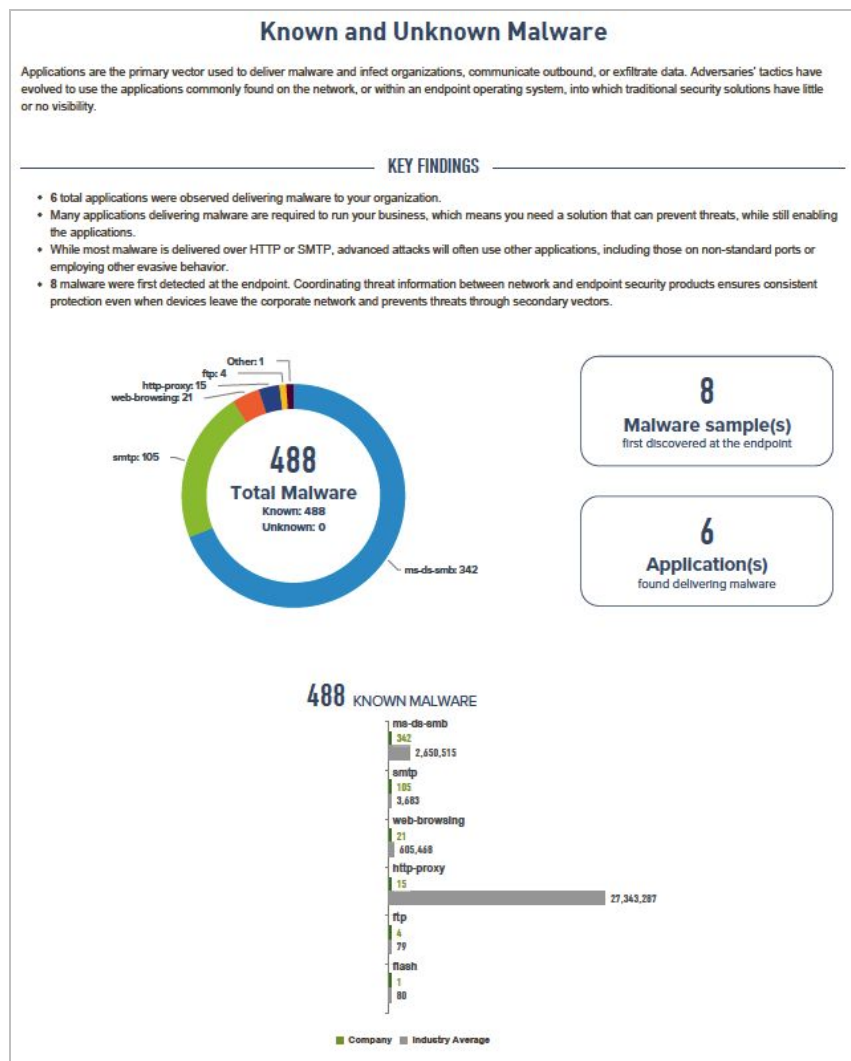 Known and Unknown Malware
Applications are the primary vector used to deliver malware and infect organizations, communicate outbound, or exfiltrate data. Adversaries' tactics have
evolved to use the applications commonly found on the network, or within an endpoint operating system, into which traditional security solutions have little
or no visibility.
KEY FINDINGS
• 6 total applications were observed delivering malware to your organization.
• Many applications delivering malware are required to run your business, which means you need a solution that can prevent threats, while still enabling
the applications.
• While most malware is delivered over HTTP or SMTP, advanced attacks will often use other applications, including those on non-standard ports or
employing other evasive behavior.
• 8 malware were first detected at the endpoint. Coordinating threat information between network and endpoint security products ensures consistent
protection even when devices leave the corporate network and prevents threats through secondary vectors.
Other: 1
ftp: 4
http-proxy: 15
web-browsing: 21
smtp: 105
ms-ds-smb: 342
488
Total Malware
Known: 488
Unknown: 0
8
Malware sample(s)
first discovered at the endpoint
6
Application(s)
found delivering malware
488 KNOWN MALWARE
ms-ds-smb
342
2,650,515
smtp
105
3,683
web-browsing
21
605,468
http-proxy
15
27,343,287
ftp
4
79
flash
1
80
Company Industry Average